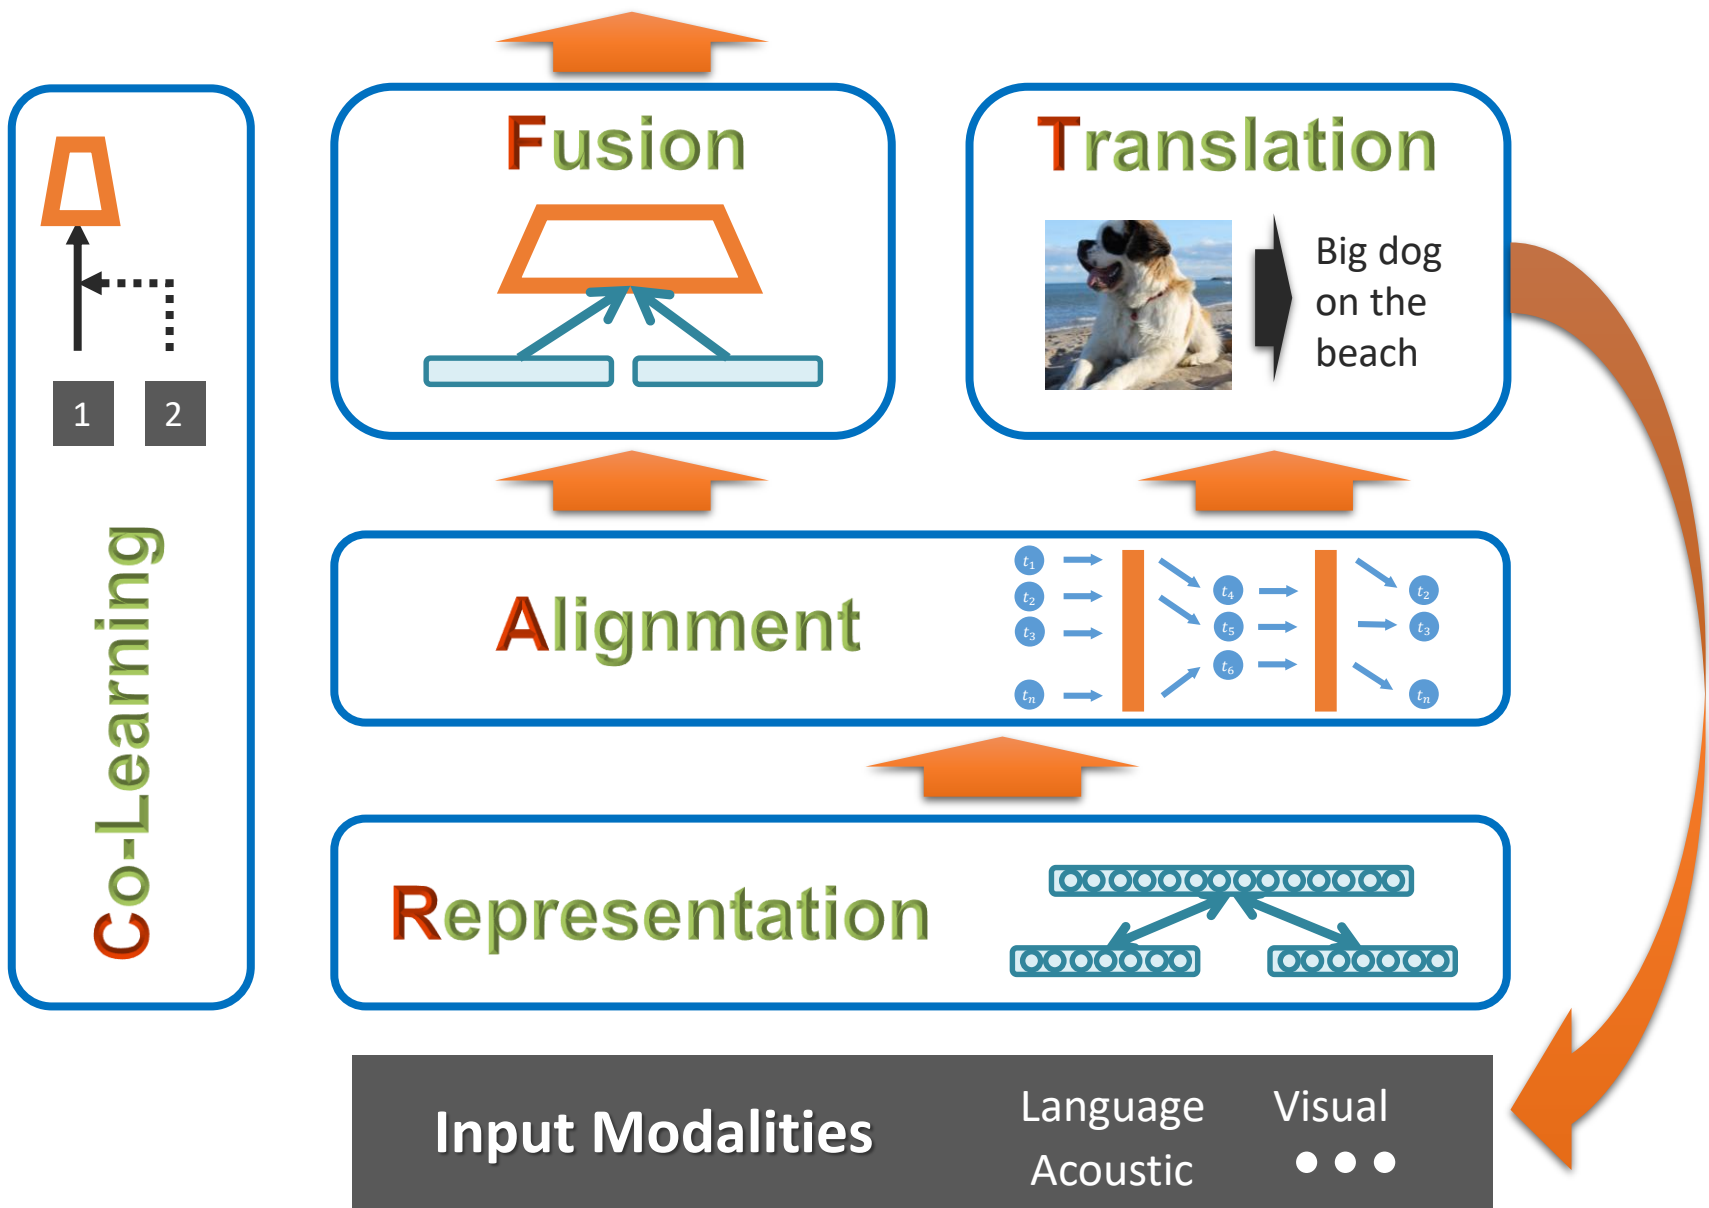 Co-Learning
1
2
Fusion
Translation
Big dog
on the
beach
Alignment
t₁
t₂
t₃
tₙ
t₄
t₅
t₆
t₂
t₃
tₙ
Representation
Input Modalities
Language
Visual
Acoustic
● ● ●